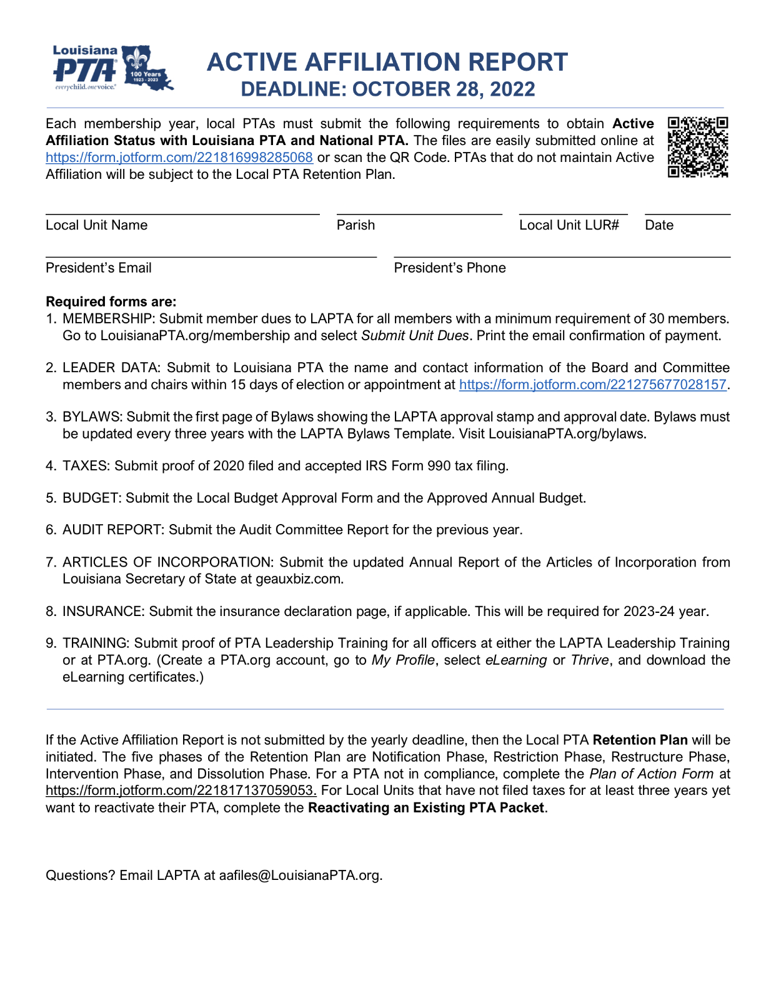 Louisiana
PTA®
everychild.onevoice.®
100 Years
1923 - 2023
ACTIVE AFFILIATION REPORT
DEADLINE: OCTOBER 28, 2022
Each membership year, local PTAs must submit the following requirements to obtain Active
Affiliation Status with Louisiana PTA and National PTA. The files are easily submitted online at
https://form.jotform.com/221816998285068 or scan the QR Code. PTAs that do not maintain Active
Affiliation will be subject to the Local PTA Retention Plan.
Local Unit Name Parish Local Unit LUR# Date
President’s Email President’s Phone
Required forms are:
1. MEMBERSHIP: Submit member dues to LAPTA for all members with a minimum requirement of 30 members.
Go to LouisianaPTA.org/membership and select Submit Unit Dues. Print the email confirmation of payment.
2. LEADER DATA: Submit to Louisiana PTA the name and contact information of the Board and Committee
members and chairs within 15 days of election or appointment at https://form.jotform.com/221275677028157.
3. BYLAWS: Submit the first page of Bylaws showing the LAPTA approval stamp and approval date. Bylaws must
be updated every three years with the LAPTA Bylaws Template. Visit LouisianaPTA.org/bylaws.
4. TAXES: Submit proof of 2020 filed and accepted IRS Form 990 tax filing.
5. BUDGET: Submit the Local Budget Approval Form and the Approved Annual Budget.
6. AUDIT REPORT: Submit the Audit Committee Report for the previous year.
7. ARTICLES OF INCORPORATION: Submit the updated Annual Report of the Articles of Incorporation from
Louisiana Secretary of State at geauxbiz.com.
8. INSURANCE: Submit the insurance declaration page, if applicable. This will be required for 2023-24 year.
9. TRAINING: Submit proof of PTA Leadership Training for all officers at either the LAPTA Leadership Training
or at PTA.org. (Create a PTA.org account, go to My Profile, select eLearning or Thrive, and download the
eLearning certificates.)
If the Active Affiliation Report is not submitted by the yearly deadline, then the Local PTA Retention Plan will be
initiated. The five phases of the Retention Plan are Notification Phase, Restriction Phase, Restructure Phase,
Intervention Phase, and Dissolution Phase. For a PTA not in compliance, complete the Plan of Action Form at
https://form.jotform.com/221817137059053. For Local Units that have not filed taxes for at least three years yet
want to reactivate their PTA, complete the Reactivating an Existing PTA Packet.
Questions? Email LAPTA at aafiles@LouisianaPTA.org.